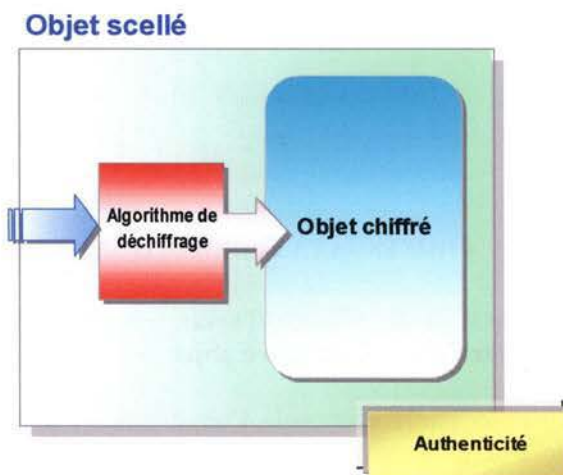 Objet scellé
Algorithme de
déchiffrage
Objet chiffré
Authenticité